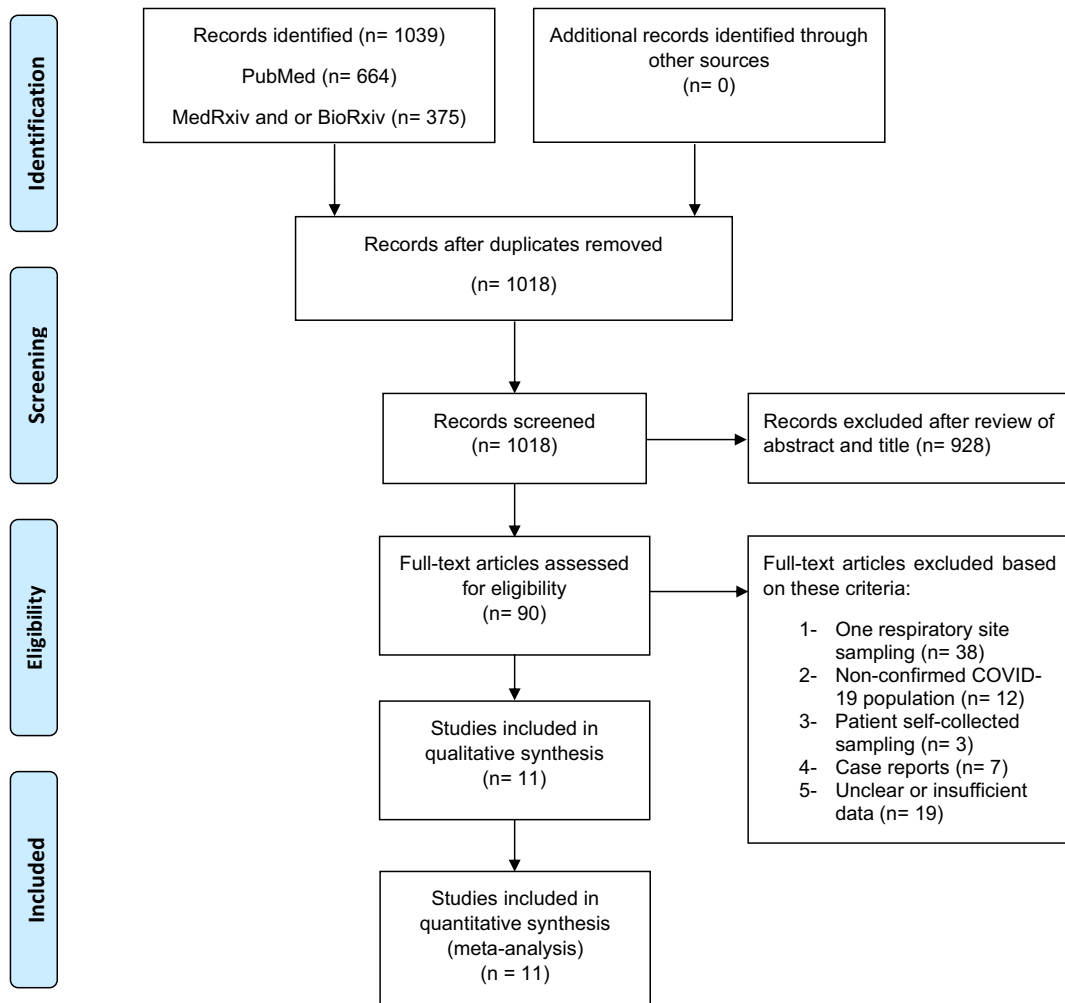 Identification
Records identified (n= 1039)
PubMed (n= 664)
MedRxiv and or BioRxiv (n= 375)
Additional records identified through
other sources
(n= 0)
Records after duplicates removed
(n= 1018)
Screening
Records screened
(n= 1018)
Records excluded after review of
abstract and title (n= 928)
Eligibility
Full-text articles assessed
for eligibility
(n= 90)
Full-text articles excluded based
on these criteria:
1- One respiratory site
sampling (n= 38)
2- Non-confirmed COVID-
19 population (n= 12)
3- Patient self-collected
sampling (n= 3)
4- Case reports (n= 7)
5- Unclear or insufficient
data (n= 19)
Studies included in
qualitative synthesis
(n= 11)
Included
Studies included in
quantitative synthesis
(meta-analysis)
(n = 11)